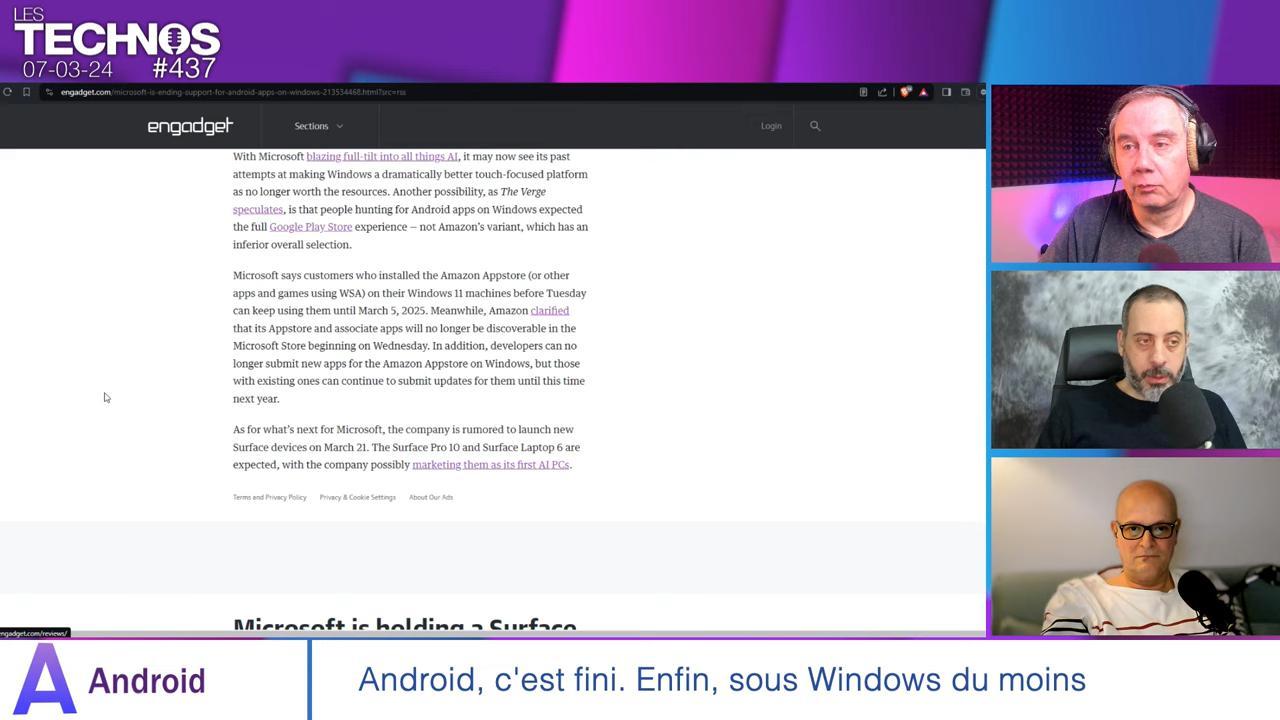 LES
TECHNOS
07-03-24 #437
engadget.com/microsoft-is-ending-support-for-android-apps-on-windows-213534468.html?src=rss
engadget
Sections
Login
With Microsoft blazing full-tilt into all things AI, it may now see its past
attempts at making Windows a dramatically better touch-focused platform
as no longer worth the resources. Another possibility, as The Verge
speculates, is that people hunting for Android apps on Windows expected
the full Google Play Store experience — not Amazon's variant, which has an
inferior overall selection.
Microsoft says customers who installed the Amazon Appstore (or other
apps and games using WSA) on their Windows 11 machines before Tuesday
can keep using them until March 5, 2025. Meanwhile, Amazon clarified
that its Appstore and associate apps will no longer be discoverable in the
Microsoft Store beginning on Wednesday. In addition, developers can no
longer submit new apps for the Amazon Appstore on Windows, but those
with existing ones can continue to submit updates for them until this time
next year.
As for what's next for Microsoft, the company is rumored to launch new
Surface devices on March 21. The Surface Pro 10 and Surface Laptop 6 are
expected, with the company possibly marketing them as its first AI PCs.
Terms and Privacy Policy Privacy & Cookie Settings About Our Ads
Microsoft is holding a Surface
engadget.com/reviews/
A Android
Android, c'est fini. Enfin, sous Windows du moins